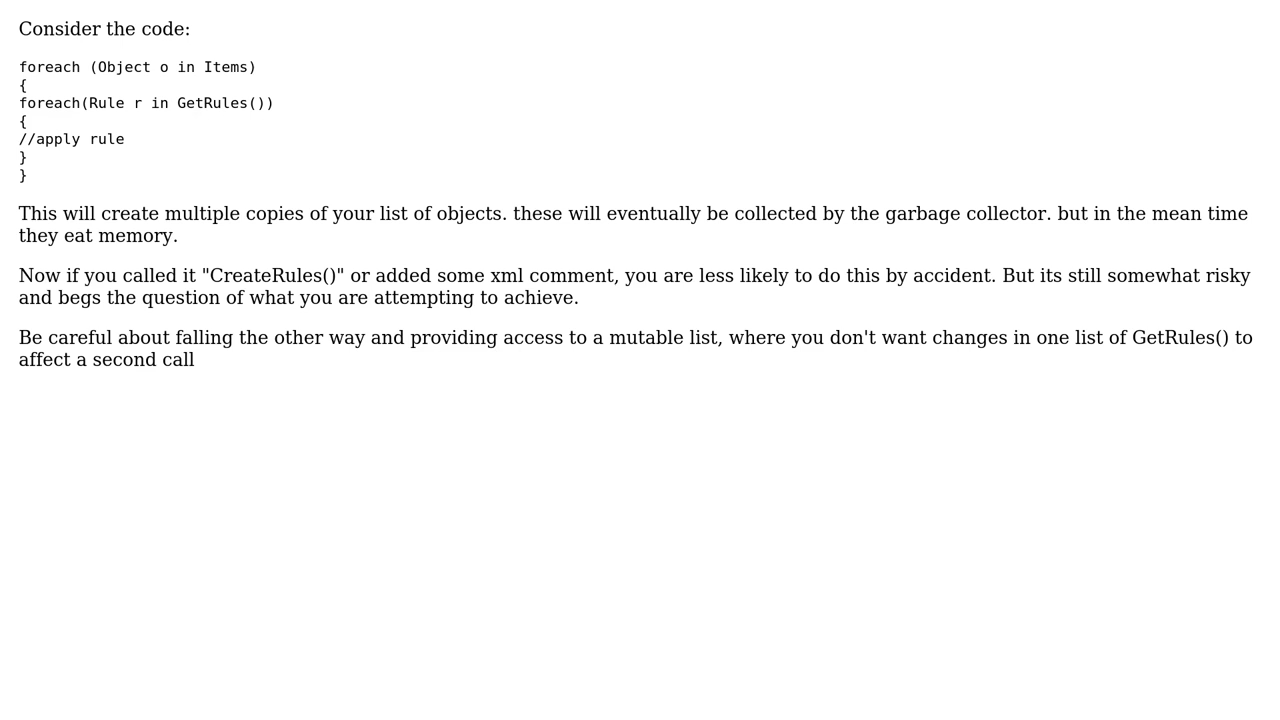 Consider the code:
foreach (Object o in Items)
{
foreach(Rule r in GetRules())
{
//apply rule
}
}
This will create multiple copies of your list of objects. these will eventually be collected by the garbage collector. but in the mean time
they eat memory.
Now if you called it "CreateRules()" or added some xml comment, you are less likely to do this by accident. But its still somewhat risky
and begs the question of what you are attempting to achieve.
Be careful about falling the other way and providing access to a mutable list, where you don't want changes in one list of GetRules() to
affect a second call